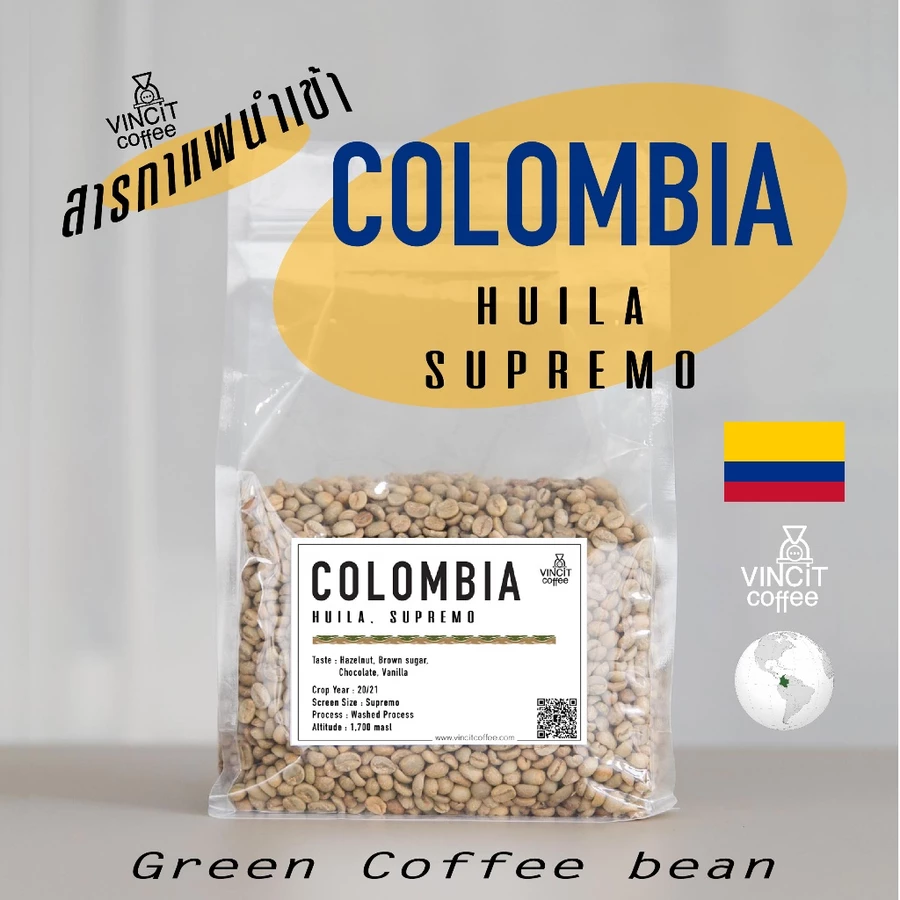 VINCIT
coffee
สารกาแฟนำเข้า
COLOMBIA
HUILA
SUPREMO
COLOMBIA
HUILA, SUPREMO
VINCIT
coffee
Taste : Hazelnut, Brown sugar,
Chocolate, Vanilla
Crop Year : 20/21
Screen Size : Supremo
Process : Washed Process
Altitude : 1,700 masl
www.vincitcoffee.com
VINCIT
coffee
Green Coffee bean